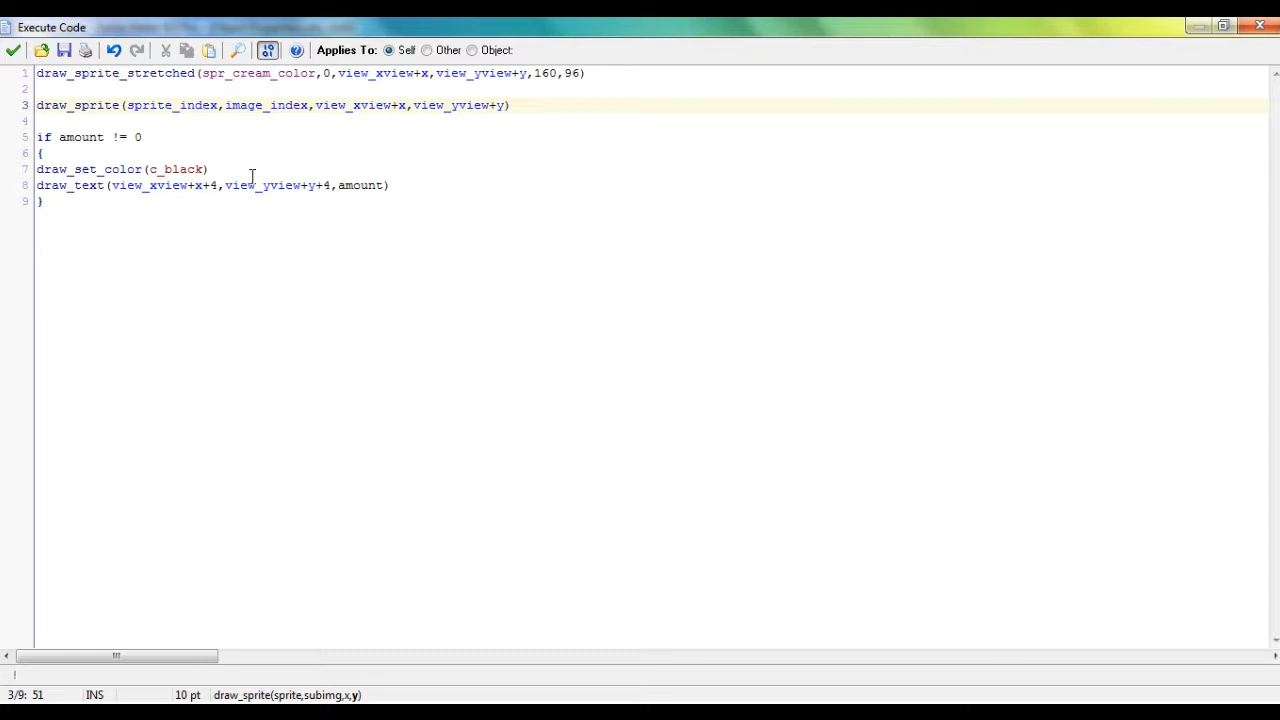 Execute Code
Applies To: Self Other Object:
1 draw_sprite_stretched(spr_cream_color,0,view_xview+x,view_yview+y,160,96)
2
3 draw_sprite(sprite_index,image_index,view_xview+x,view_yview+y)
4
5 if amount != 0
6 {
7 draw_set_color(c_black)
8 draw_text(view_xview+x+4,view_yview+y+4,amount)
9 }
!
3/9: 51 INS 10 pt draw_sprite(sprite,subimg,x,y)